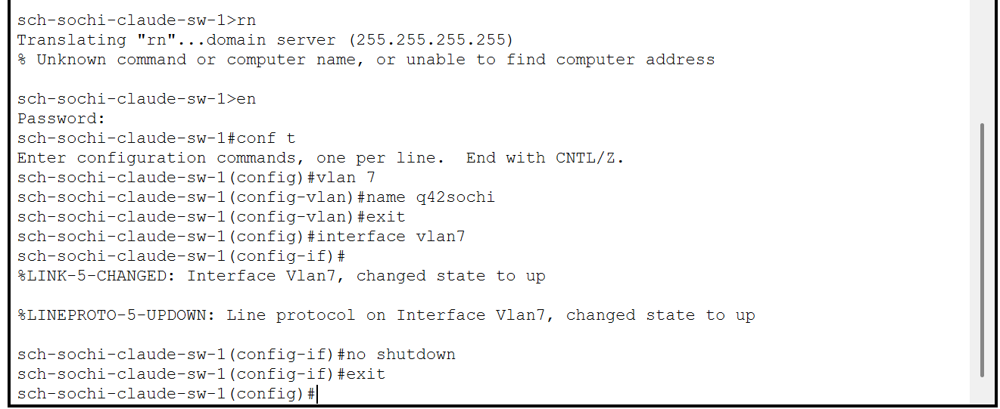 sch-sochi-claude-sw-1>rn
Translating "rn"...domain server (255.255.255.255)
% Unknown command or computer name, or unable to find computer address
sch-sochi-claude-sw-1>en
Password:
sch-sochi-claude-sw-1#conf t
Enter configuration commands, one per line.  End with CNTL/Z.
sch-sochi-claude-sw-1(config)#vlan 7
sch-sochi-claude-sw-1(config-vlan)#name q42sochi
sch-sochi-claude-sw-1(config-vlan)#exit
sch-sochi-claude-sw-1(config)#interface vlan7
sch-sochi-claude-sw-1(config-if)#
%LINK-5-CHANGED: Interface Vlan7, changed state to up
%LINEPROTO-5-UPDOWN: Line protocol on Interface Vlan7, changed state to up
sch-sochi-claude-sw-1(config-if)#no shutdown
sch-sochi-claude-sw-1(config-if)#exit
sch-sochi-claude-sw-1(config)#